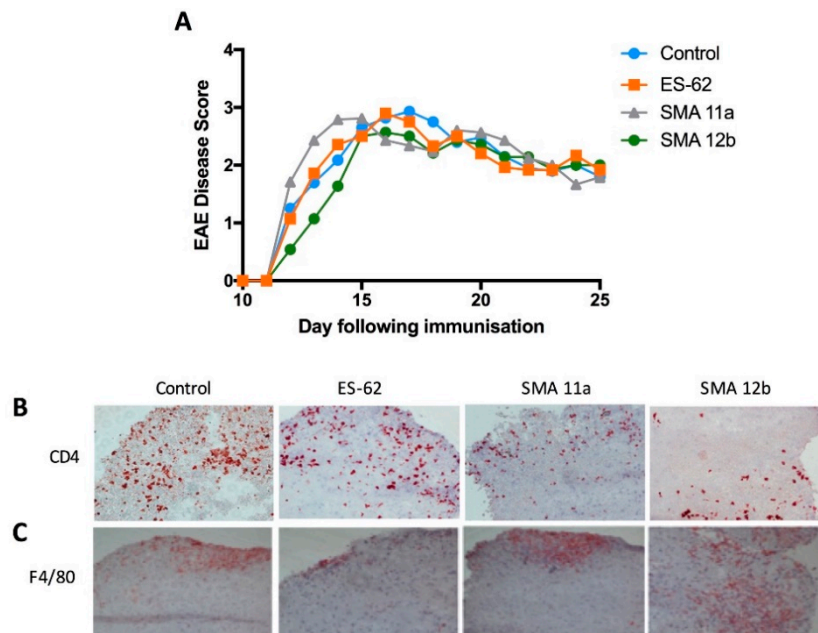 A
4
3
2
1
0
EAE Disease Score
10 15 20 25
Day following immunisation
Control
ES-62
SMA 11a
SMA 12b
Control ES-62 SMA 11a SMA 12b
B
CD4
C
F4/80